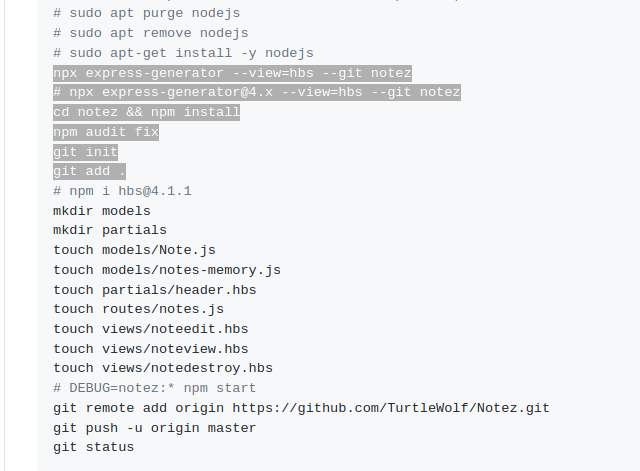 # sudo apt purge nodejs
# sudo apt remove nodejs
# sudo apt-get install -y nodejs
npx express-generator --view=hbs --git notez
# npx express-generator@4.x --view=hbs --git notez
cd notez && npm install
npm audit fix
git init
git add .
# npm i hbs@4.1.1
mkdir models
mkdir partials
touch models/Note.js
touch models/notes-memory.js
touch partials/header.hbs
touch routes/notes.js
touch views/noteedit.hbs
touch views/noteview.hbs
touch views/notedestroy.hbs
# DEBUG=notez:* npm start
git remote add origin https://github.com/TurtleWolf/Notez.git
git push -u origin master
git status